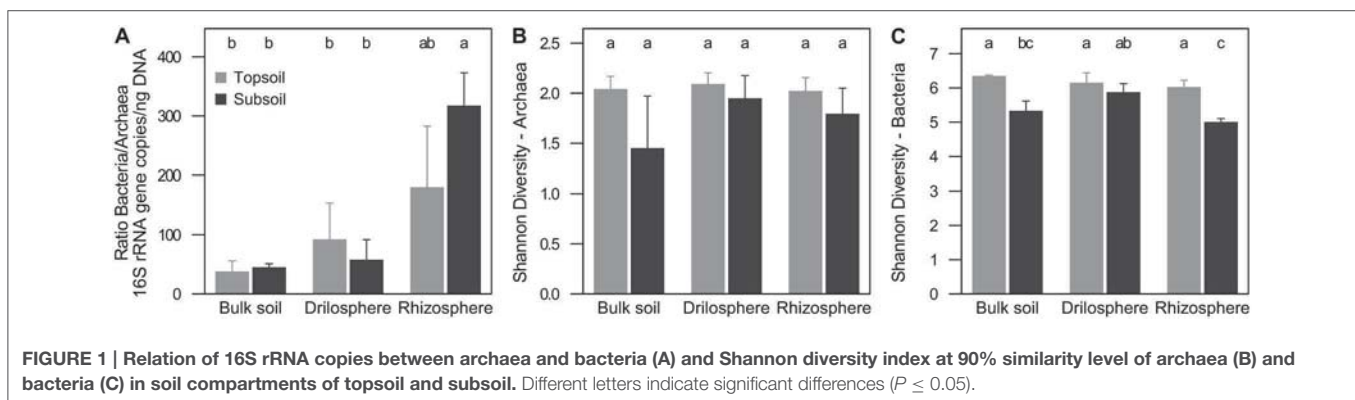 A
b b b b ab a
Ratio Bacteria/Archaea
16S rRNA gene copies/ng DNA
400
300
200
100
0
Topsoil
Subsoil
Bulk soil Drilosphere Rhizosphere
B
a a a a a a
Shannon Diversity - Archaea
2.5
2.0
1.5
1.0
0.5
0.0
Bulk soil Drilosphere Rhizosphere
C
a bc a ab a c
Shannon Diversity - Bacteria
7
6
5
4
3
2
1
0
Bulk soil Drilosphere Rhizosphere
FIGURE 1 | Relation of 16S rRNA copies between archaea and bacteria (A) and Shannon diversity index at 90% similarity level of archaea (B) and
bacteria (C) in soil compartments of topsoil and subsoil. Different letters indicate significant differences (P ≤ 0.05).